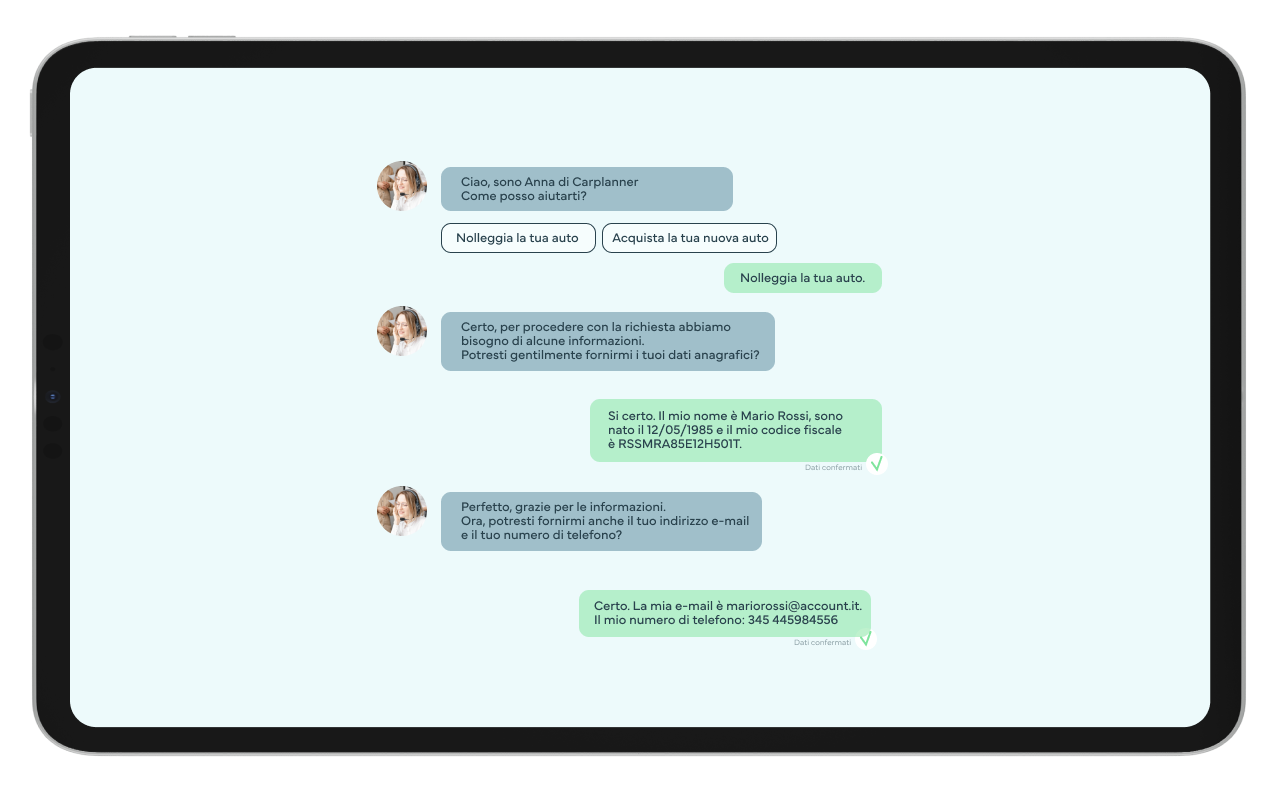 Ciao, sono Anna di Carplanner
Come posso aiutarti?
Nolleggia la tua auto
Acquista la tua nuova auto
Nolleggia la tua auto.
Certo, per procedere con la richiesta abbiamo
bisogno di alcune informazioni.
Potresti gentilmente fornirmi i tuoi dati anagrafici?
Si certo. Il mio nome è Mario Rossi, sono
nato il 12/05/1985 e il mio codice fiscale
è RSSMRA85E12H501T.
Dati confermati
Perfetto, grazie per le informazioni.
Ora, potresti fornirmi anche il tuo indirizzo e-mail
e il tuo numero di telefono?
Certo. La mia e-mail è mariorossi@account.it.
Il mio numero di telefono: 345 445984556
Dati confermati